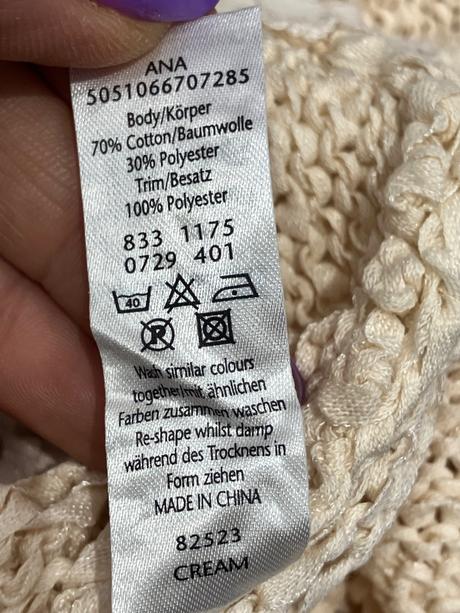 ANA
5051066707285
Body/Körper
70% Cotton/Baumwolle
30% Polyester
Trim/Besatz
100% Polyester
833 1175
0729 401
40
P
Wash similar colours
together/mit ähnlichen
Farben zusammen waschen
Re-shape whilst damp
während des Trocknens in
Form ziehen
MADE IN CHINA
82523
CREAM